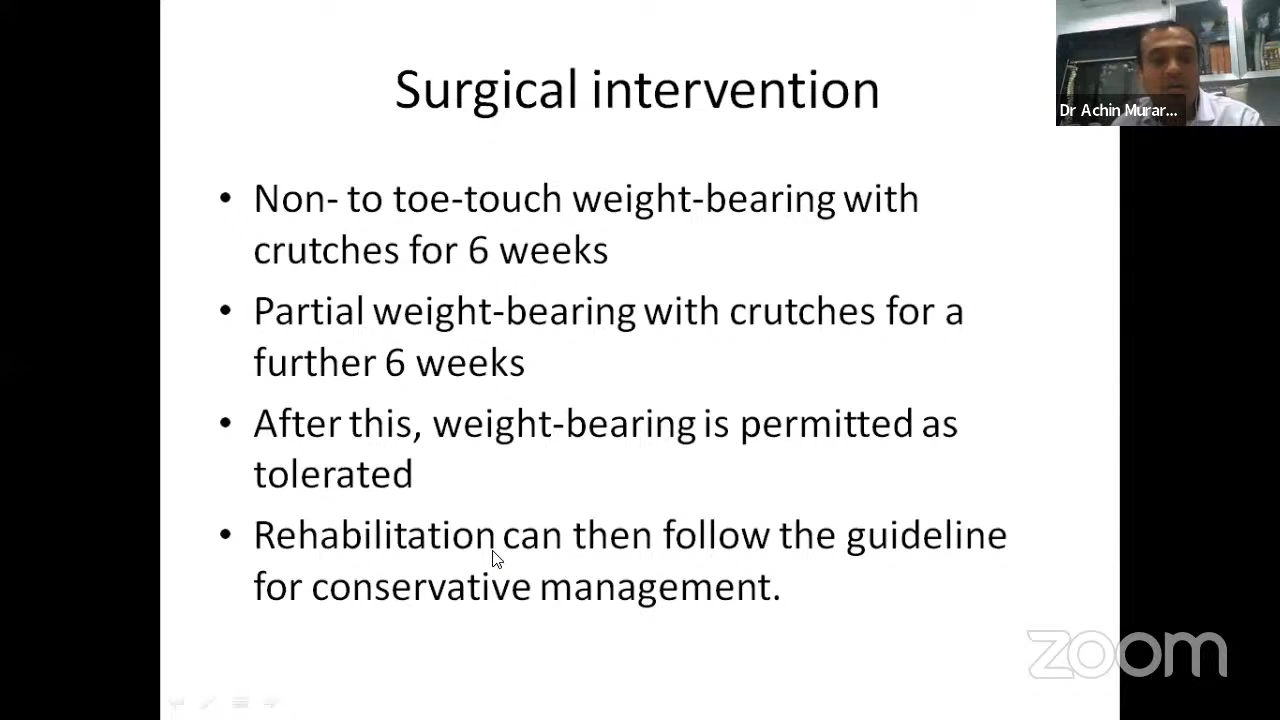 Surgical intervention
Dr Achin Murar...
• Non- to toe-touch weight-bearing with
crutches for 6 weeks
• Partial weight-bearing with crutches for a
further 6 weeks
• After this, weight-bearing is permitted as
tolerated
• Rehabilitation can then follow the guideline
for conservative management.
zoom